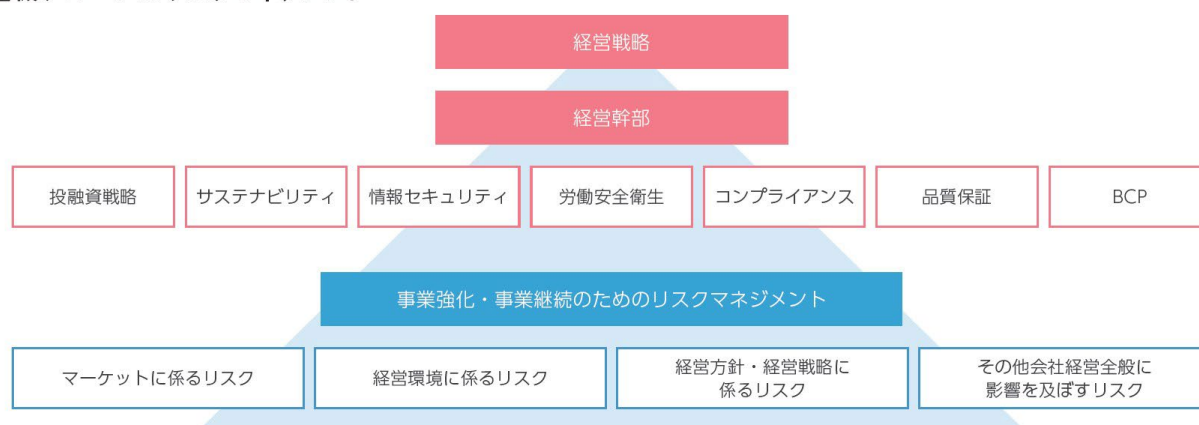 経営戦略
経営幹部
投融資戦略
サステナビリティ
情報セキュリティ
労働安全衛生
コンプライアンス
品質保証
BCP
事業強化・事業継続のためのリスクマネジメント
マーケットに係るリスク
経営環境に係るリスク
経営方針・経営戦略に
係るリスク
その他会社経営全般に
影響を及ぼすリスク